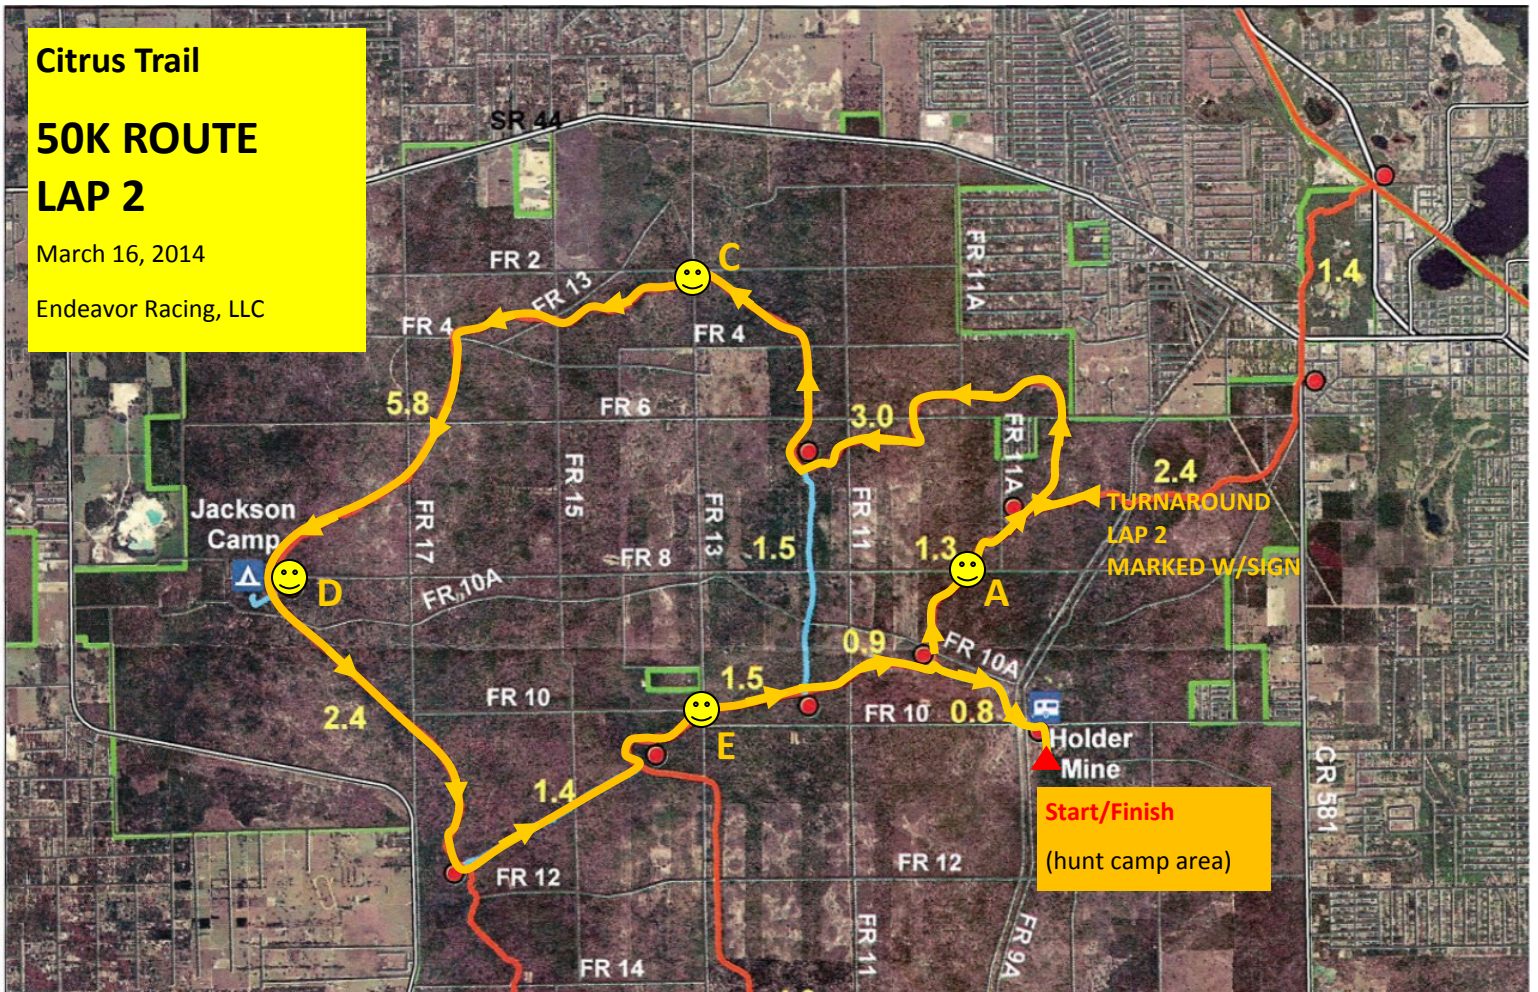 Citrus Trail
50K ROUTE
LAP 2
March 16, 2014
Endeavor Racing, LLC
SR 44
FR 2
C
FR 13
FR 11A
1.4
FR 4
FR 4
5.8
FR 6
3.0
FR 11A
2.4
Jackson
Camp
FR 17
FR 15
FR 13
FR 11
TURNAROUND
LAP 2
MARKED W/SIGN
1.5
1.3
FR 8
D
FR 10A
A
0.9
FR 10A
FR 10
1.5
2.4
FR 10
0.8
E
Holder
Mine
1.4
CR 581
Start/Finish
(hunt camp area)
FR 12
FR 12
FR 11
FR 9A
FR 14